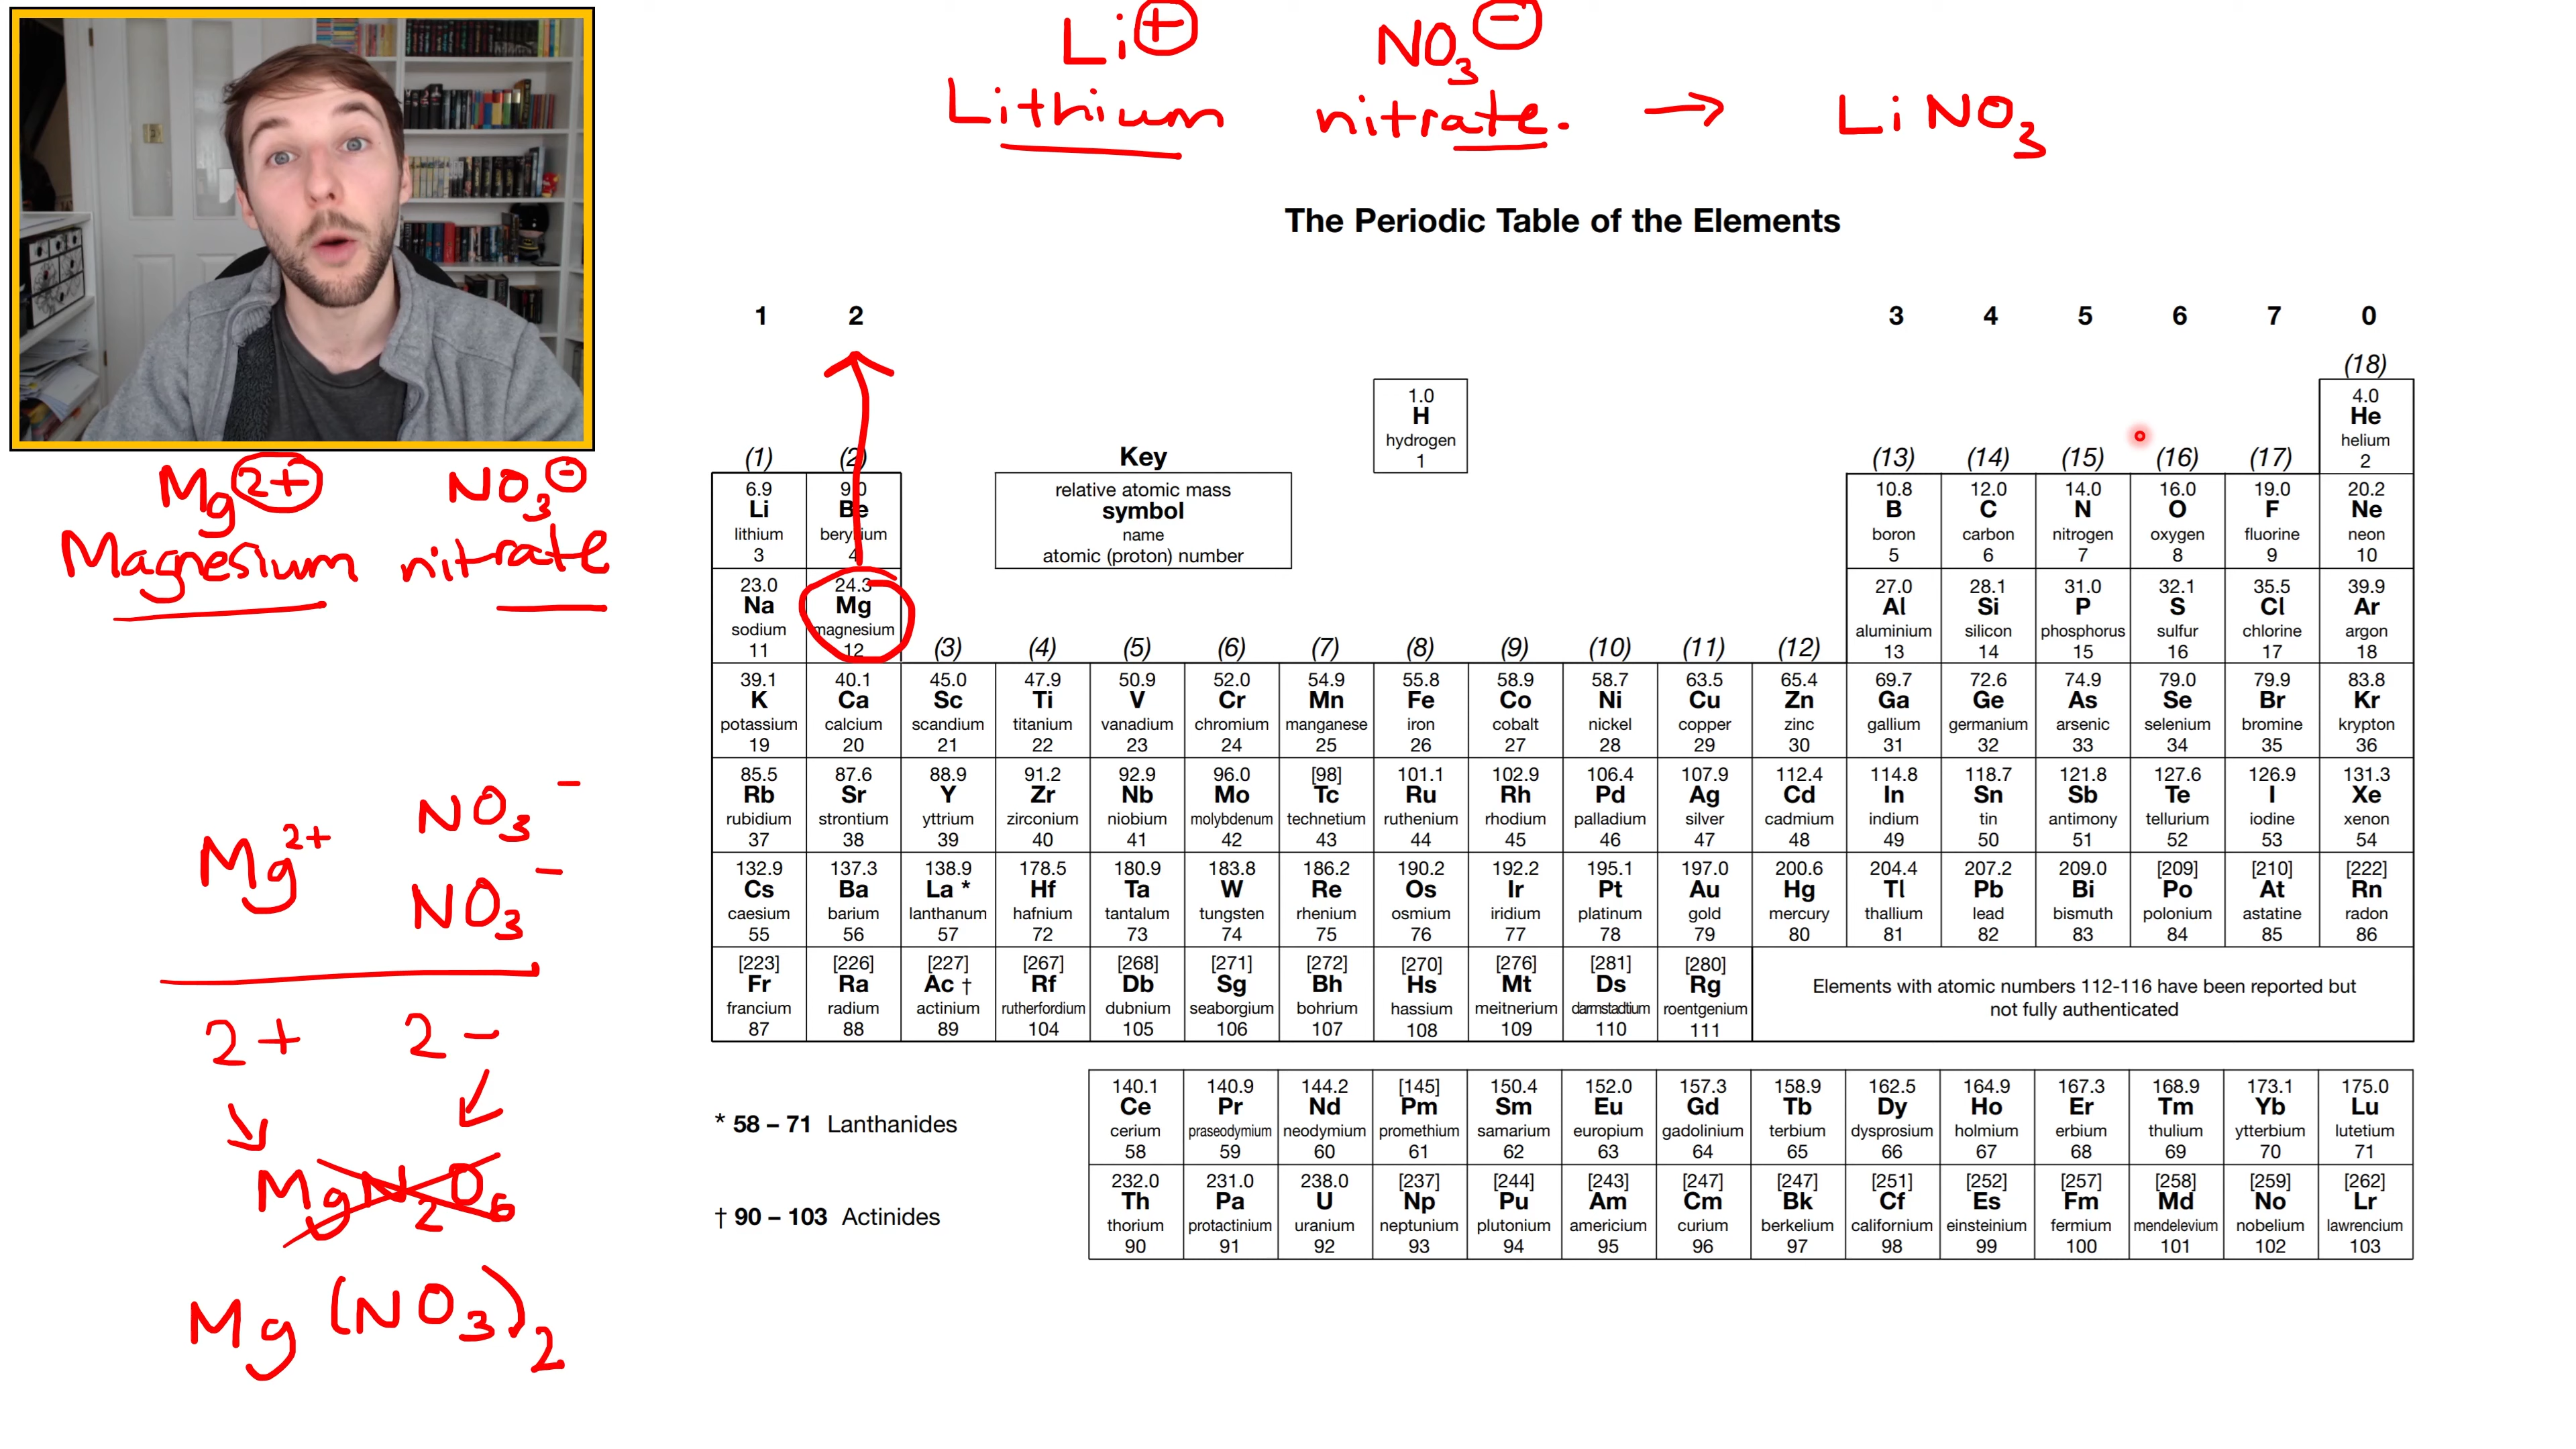 Li+ NO3-
Lithium nitrate. → LiNO3
The Periodic Table of the Elements
1 2 3 4 5 6 7 0
(18)
1.0 4.0
H He
hydrogen helium
1 2
(1) (2) Key (13) (14) (15) (16) (17)
Mg2+ NO3-
Magnesium nitrate
6.9 9.0 relative atomic mass 10.8 12.0 14.0 16.0 19.0 20.2
Li Be symbol B C N O F Ne
lithium beryllium name boron carbon nitrogen oxygen fluorine neon
3 4 atomic (proton) number 5 6 7 8 9 10
23.0 24.3 27.0 28.1 31.0 32.1 35.5 39.9
Na Mg Al Si P S Cl Ar
sodium magnesium aluminium silicon phosphorus sulfur chlorine argon
11 12 13 14 15 16 17 18
(3) (4) (5) (6) (7) (8) (9) (10) (11) (12)
39.1 40.1 45.0 47.9 50.9 52.0 54.9 55.8 58.9 58.7 63.5 65.4 69.7 72.6 74.9 79.0 79.9 83.8
K Ca Sc Ti V Cr Mn Fe Co Ni Cu Zn Ga Ge As Se Br Kr
potassium calcium scandium titanium vanadium chromium manganese iron cobalt nickel copper zinc gallium germanium arsenic selenium bromine krypton
19 20 21 22 23 24 25 26 27 28 29 30 31 32 33 34 35 36
85.5 87.6 88.9 91.2 92.9 96.0 [98] 101.1 102.9 106.4 107.9 112.4 114.8 118.7 121.8 127.6 126.9 131.3
Rb Sr Y Zr Nb Mo Tc Ru Rh Pd Ag Cd In Sn Sb Te I Xe
rubidium strontium yttrium zirconium niobium molybdenum technetium ruthenium rhodium palladium silver cadmium indium tin antimony tellurium iodine xenon
37 38 39 40 41 42 43 44 45 46 47 48 49 50 51 52 53 54
132.9 137.3 138.9 178.5 180.9 183.8 186.2 190.2 192.2 195.1 197.0 200.6 204.4 207.2 209.0 [209] [210] [222]
Cs Ba La * Hf Ta W Re Os Ir Pt Au Hg Tl Pb Bi Po At Rn
caesium barium lanthanum hafnium tantalum tungsten rhenium osmium iridium platinum gold mercury thallium lead bismuth polonium astatine radon
55 56 57 72 73 74 75 76 77 78 79 80 81 82 83 84 85 86
[223] [226] [227] [267] [268] [271] [272] [270] [276] [281] [280]
Fr Ra Ac † Rf Db Sg Bh Hs Mt Ds Rg
francium radium actinium rutherfordium dubnium seaborgium bohrium hassium meitnerium darmstadtium roentgenium
87 88 89 104 105 106 107 108 109 110 111
Elements with atomic numbers 112-116 have been reported but
not fully authenticated
* 58 – 71 Lanthanides
140.1 140.9 144.2 [145] 150.4 152.0 157.3 158.9 162.5 164.9 167.3 168.9 173.1 175.0
Ce Pr Nd Pm Sm Eu Gd Tb Dy Ho Er Tm Yb Lu
cerium praseodymium neodymium promethium samarium europium gadolinium terbium dysprosium holmium erbium thulium ytterbium lutetium
58 59 60 61 62 63 64 65 66 67 68 69 70 71
† 90 – 103 Actinides
232.0 231.0 238.0 [237] [244] [243] [247] [247] [251] [252] [257] [258] [259] [262]
Th Pa U Np Pu Am Cm Bk Cf Es Fm Md No Lr
thorium protactinium uranium neptunium plutonium americium curium berkelium californium einsteinium fermium mendelevium nobelium lawrencium
90 91 92 93 94 95 96 97 98 99 100 101 102 103
NO3-
Mg2+
NO3-
2+ 2-
MgN2O6
Mg(NO3)2